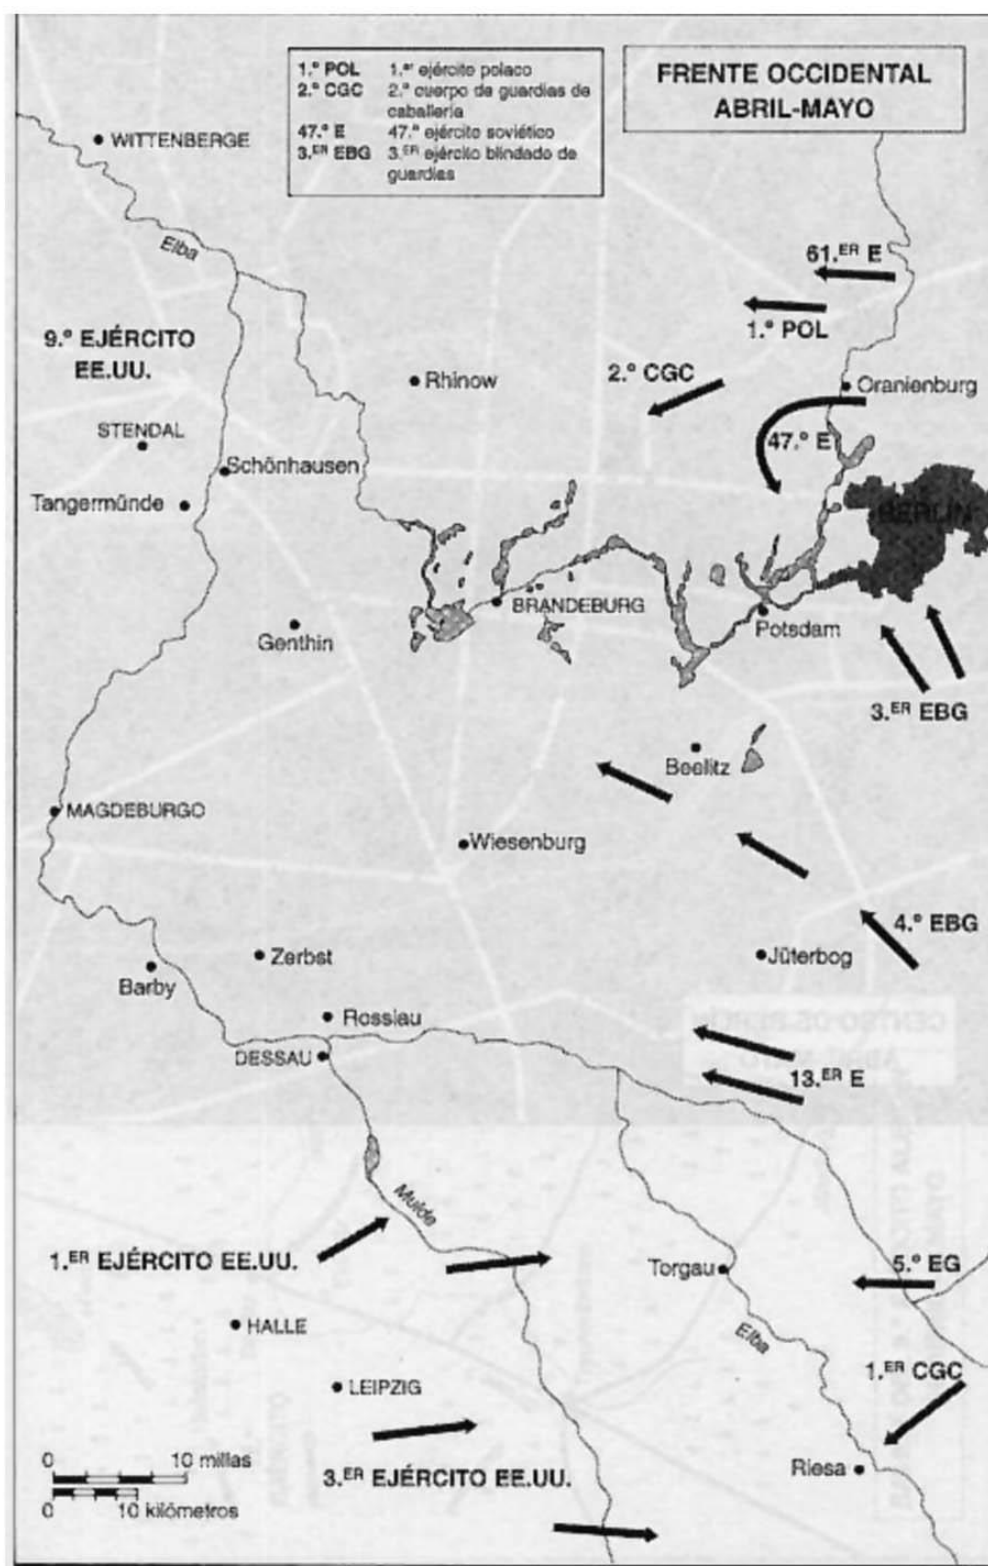 FRENTE OCCIDENTAL
ABRIL-MAYO
1.º POL 1.ᵉʳ ejército polaco
2.º CGC 2.º cuerpo de guardias de
caballería
47.º E 47.º ejército soviético
3.ᴱᴿ EBG 3.ᴱᴿ ejército blindado de
guardias
WITTENBERGE
Elba
61.ᴱᴿ E
1.º POL
9.º EJÉRCITO
EE.UU.
Rhinow
2.º CGC
Oranienburg
STENDAL
47.º E
Schönhausen
Tangermünde
BERLÍN
BRANDEBURG
Genthin
Potsdam
3.ᴱᴿ EBG
Beelitz
MAGDEBURGO
Wiesenburg
4.º EBG
Zerbst
Jüterbog
Barby
Rosslau
DESSAU
13.ᴱᴿ E
Mulde
1.ᴱᴿ EJÉRCITO EE.UU.
Torgau
5.º EG
HALLE
Elba
1.ᴱᴿ CGC
LEIPZIG
0 10 millas
0 10 kilómetros
3.ᴱᴿ EJÉRCITO EE.UU.
Riesa